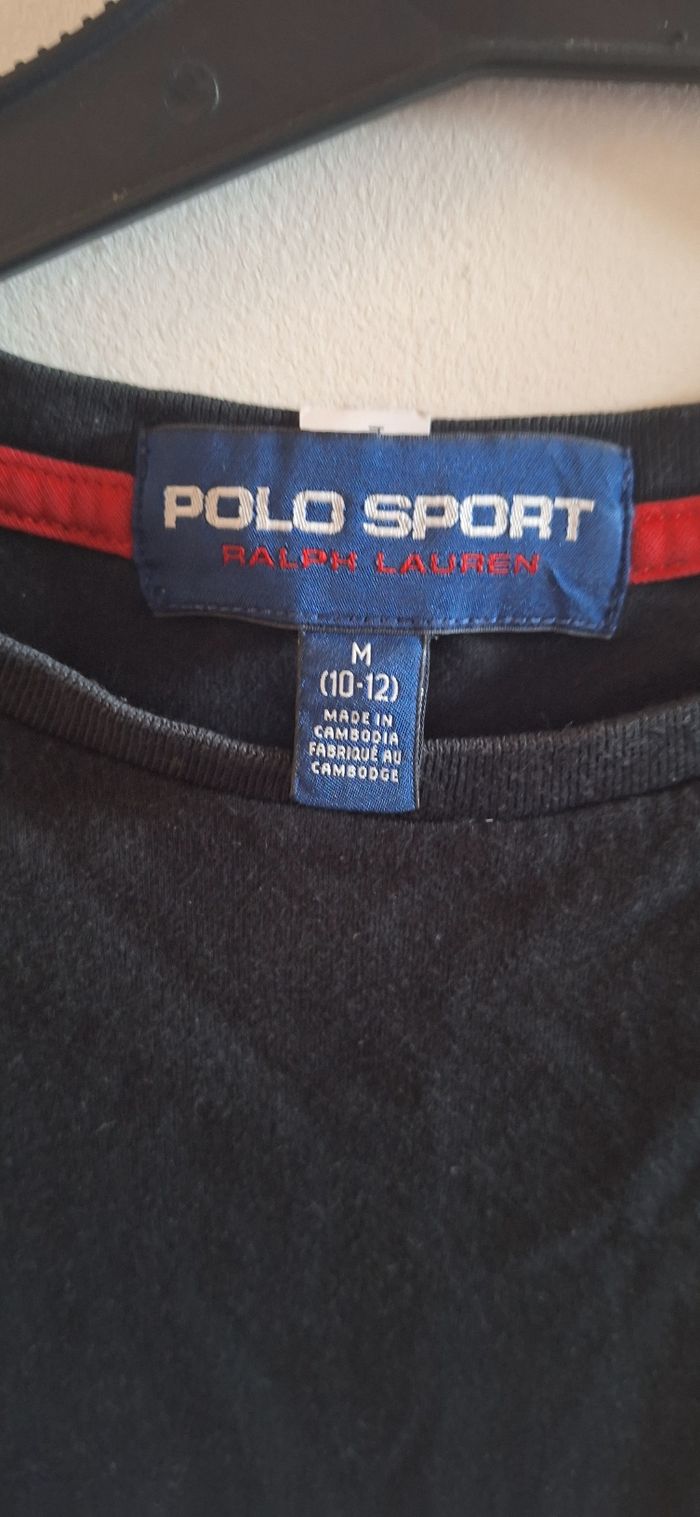 POLO SPORT
RALPH LAUREN
M
(10-12)
MADE IN
CAMBODIA
FABRIQUÉ AU
CAMBODGE